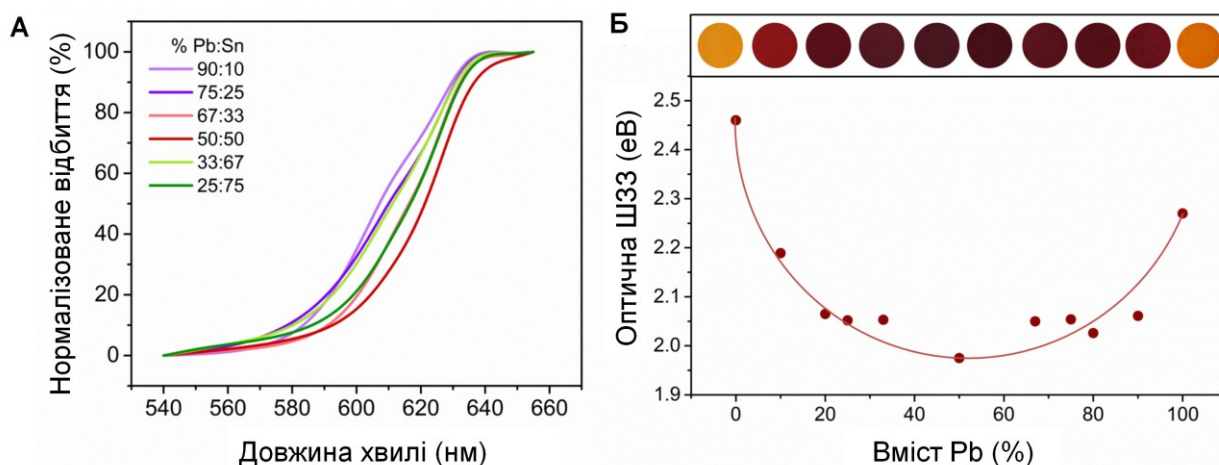 А
Нормалізоване відбиття (%)
100
80
60
40
20
0
% Pb:Sn
90:10
75:25
67:33
50:50
33:67
25:75
540 560 580 600 620 640 660
Довжина хвилі (нм)
Б
Оптична ШЗЗ (еВ)
2.5
2.4
2.3
2.2
2.1
2.0
1.9
0 20 40 60 80 100
Вміст Pb (%)